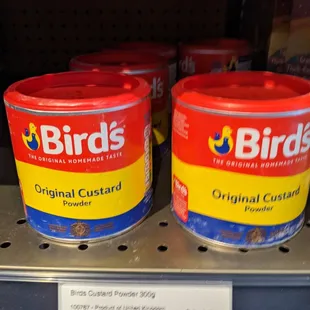 Bird's
THE ORIGINAL HOMEMADE TASTE
Original Custard
Powder
Bird's
THE ORIGINAL HOMEMADE TASTE
Original Custard
Powder
Birds Custard Powder 300g
100767 - Product of United Kingdom